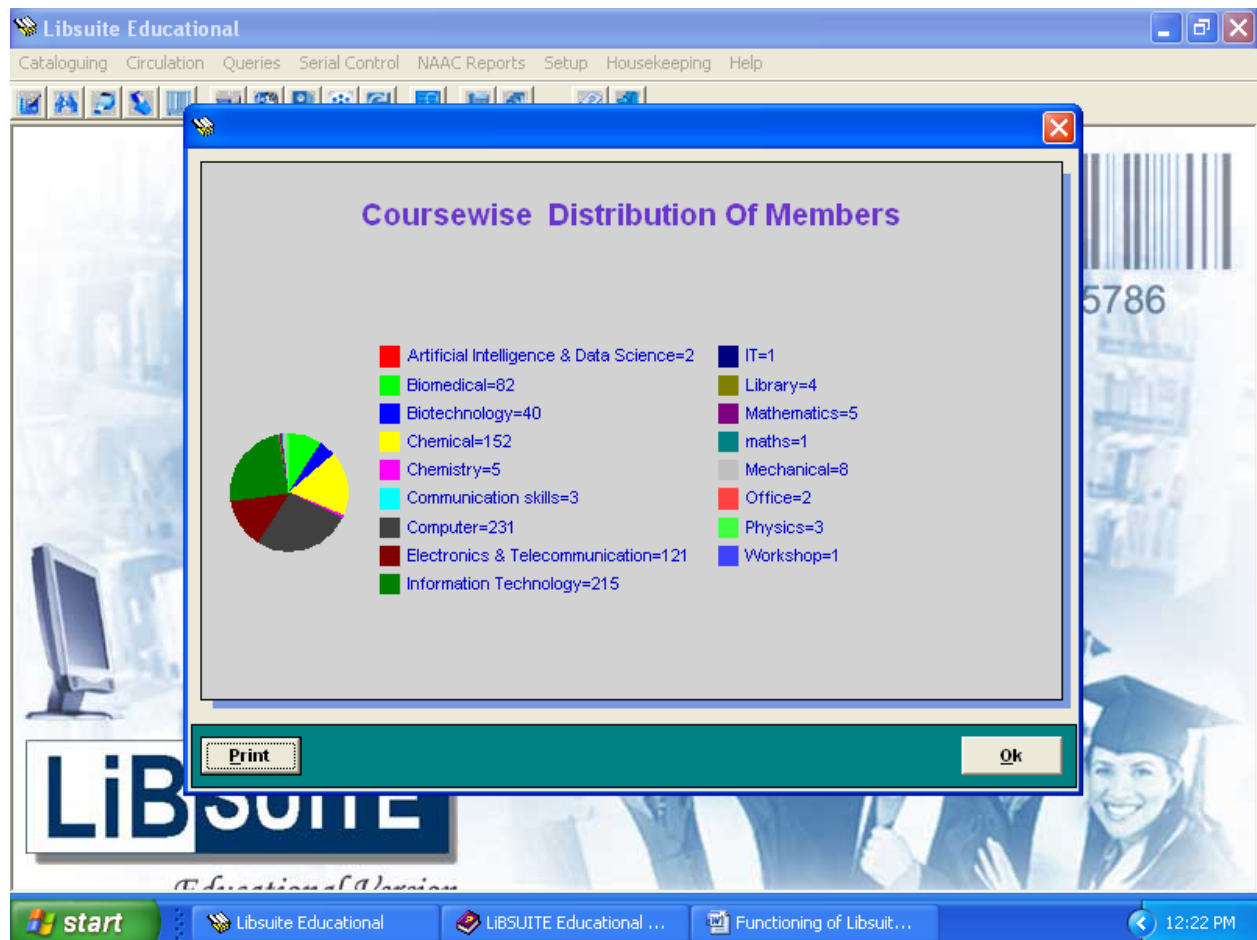 Libsuite Educational
Cataloguing Circulation Queries Serial Control NAAC Reports Setup Housekeeping Help
Coursewise Distribution Of Members
5786
Artificial Intelligence & Data Science=2
Biomedical=82
Biotechnology=40
Chemical=152
Chemistry=5
Communication skills=3
Computer=231
Electronics & Telecommunication=121
Information Technology=215
IT=1
Library=4
Mathematics=5
maths=1
Mechanical=8
Office=2
Physics=3
Workshop=1
Print
Ok
LiBSUITE
Educational Version
start
Libsuite Educational
LiBSUITE Educational ...
Functioning of Libsuit...
12:22 PM